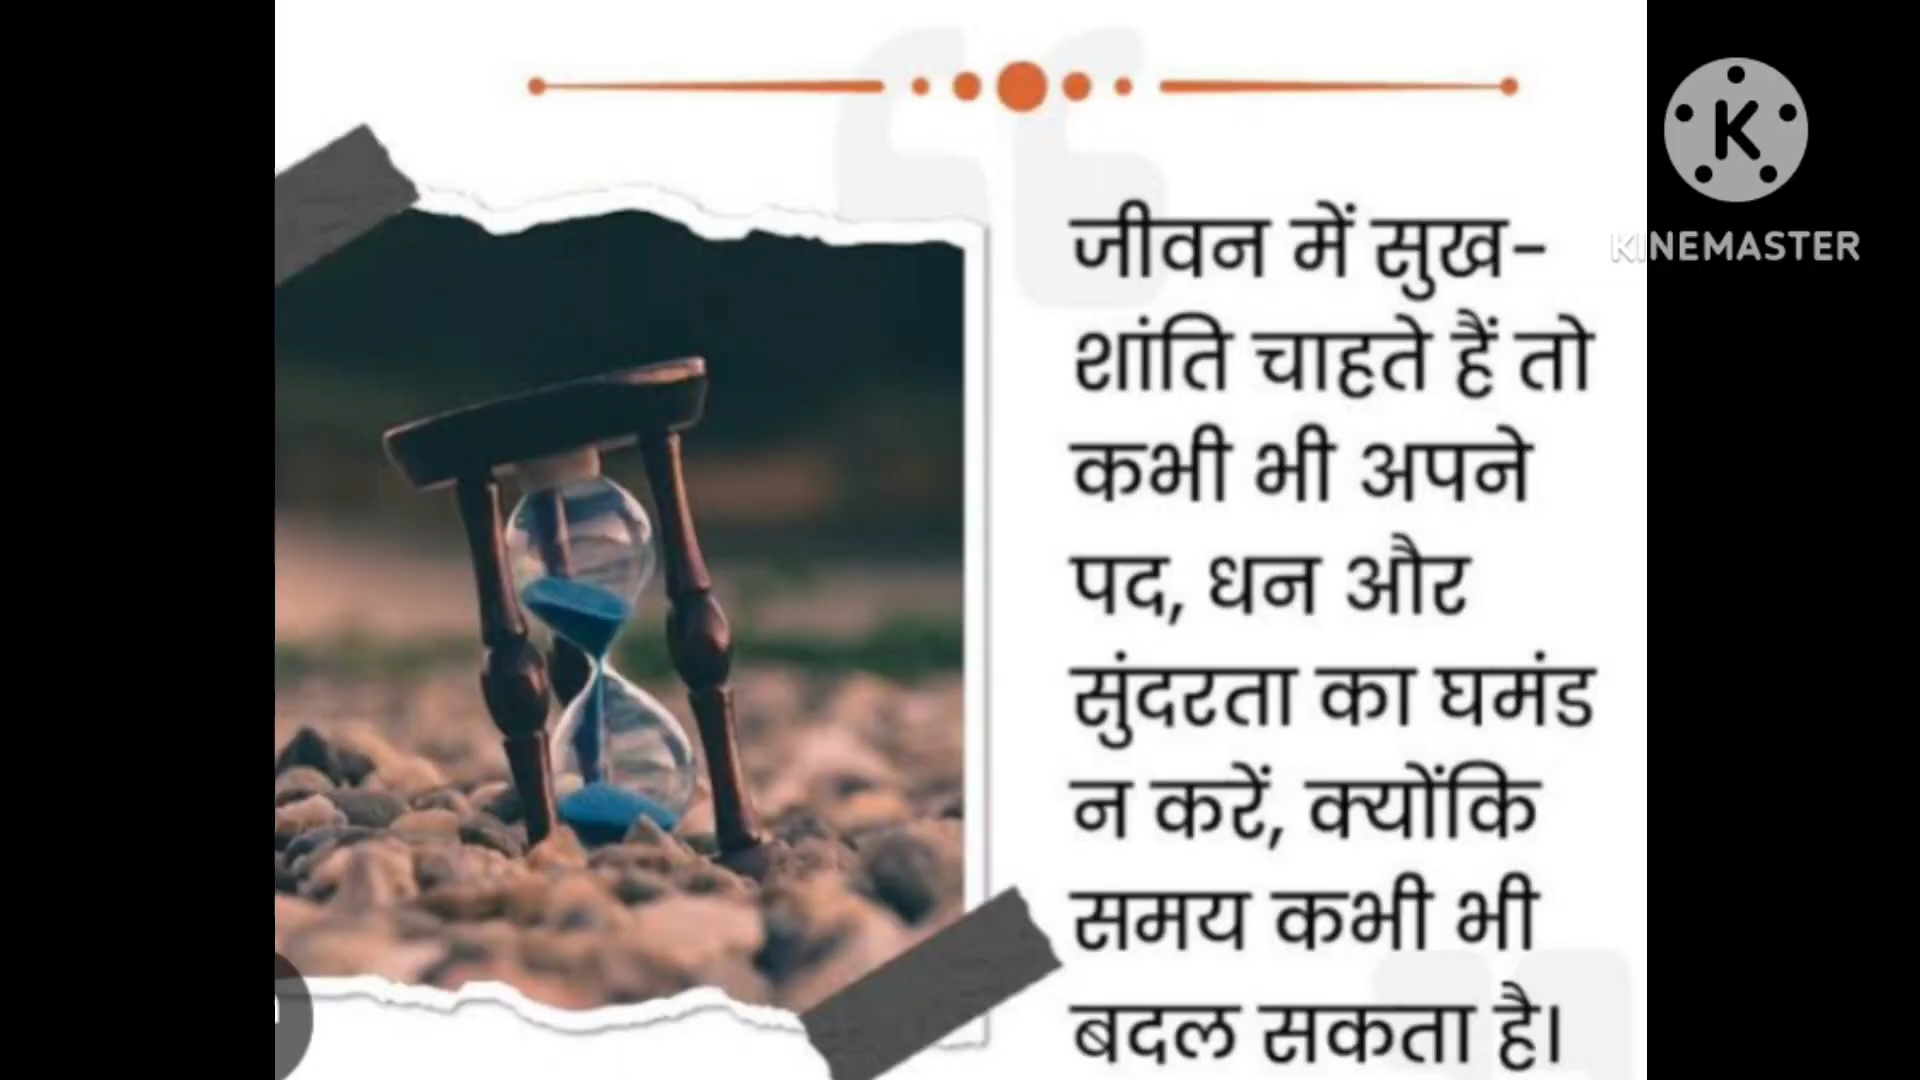 जीवन में सुख-
शांति चाहते हैं तो
कभी भी अपने
पद, धन और
सुंदरता का घमंड
न करें, क्योंकि
समय कभी भी
बदल सकता है।
K
KINEMASTER